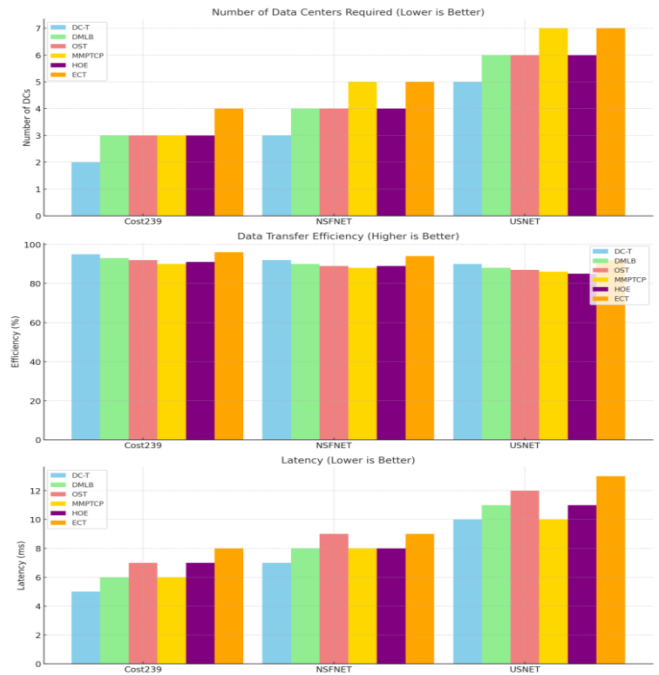 Number of Data Centers Required (Lower is Better)
7
6
5
4
3
2
1
0
Number of DCs
DC-T
DMLB
OST
MMPTCP
HOE
ECT
Cost239
NSFNET
USNET
Data Transfer Efficiency (Higher is Better)
100
80
60
40
20
0
Efficiency (%)
DC-T
DMLB
OST
MMPTCP
HOE
ECT
Cost239
NSFNET
USNET
Latency (Lower is Better)
12
10
8
6
4
2
0
Latency (ms)
DC-T
DMLB
OST
MMPTCP
HOE
ECT
Cost239
NSFNET
USNET